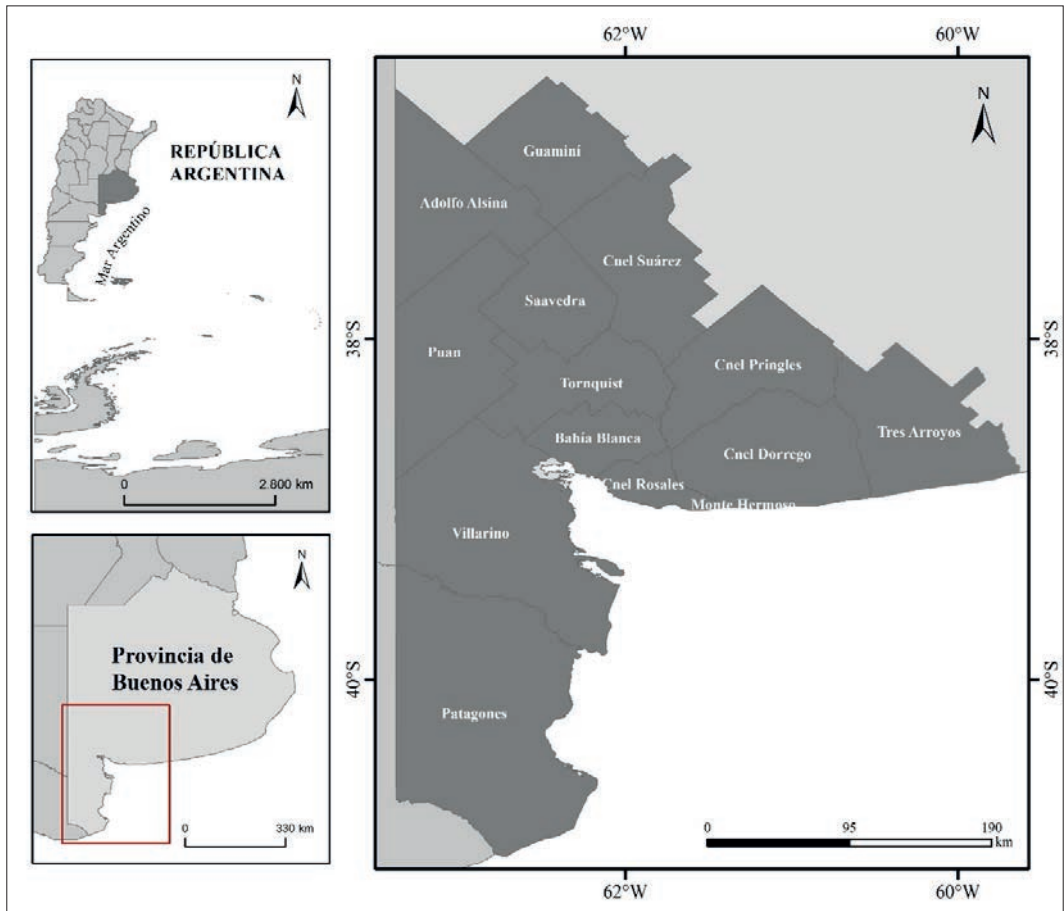 N
REPÚBLICA
ARGENTINA
Mar Argentino
0 2.800 km
N
Provincia de
Buenos Aires
0 330 km
62°W 60°W
N
Guaminí
Adolfo Alsina
Cnel Suárez
Saavedra
38°S 38°S
Puan
Cnel Pringles
Tornquist
Tres Arroyos
Bahía Blanca
Cnel Dorrego
Cnel Rosales
Monte Hermoso
Villarino
40°S 40°S
Patagones
0 95 190
km
62°W 60°W